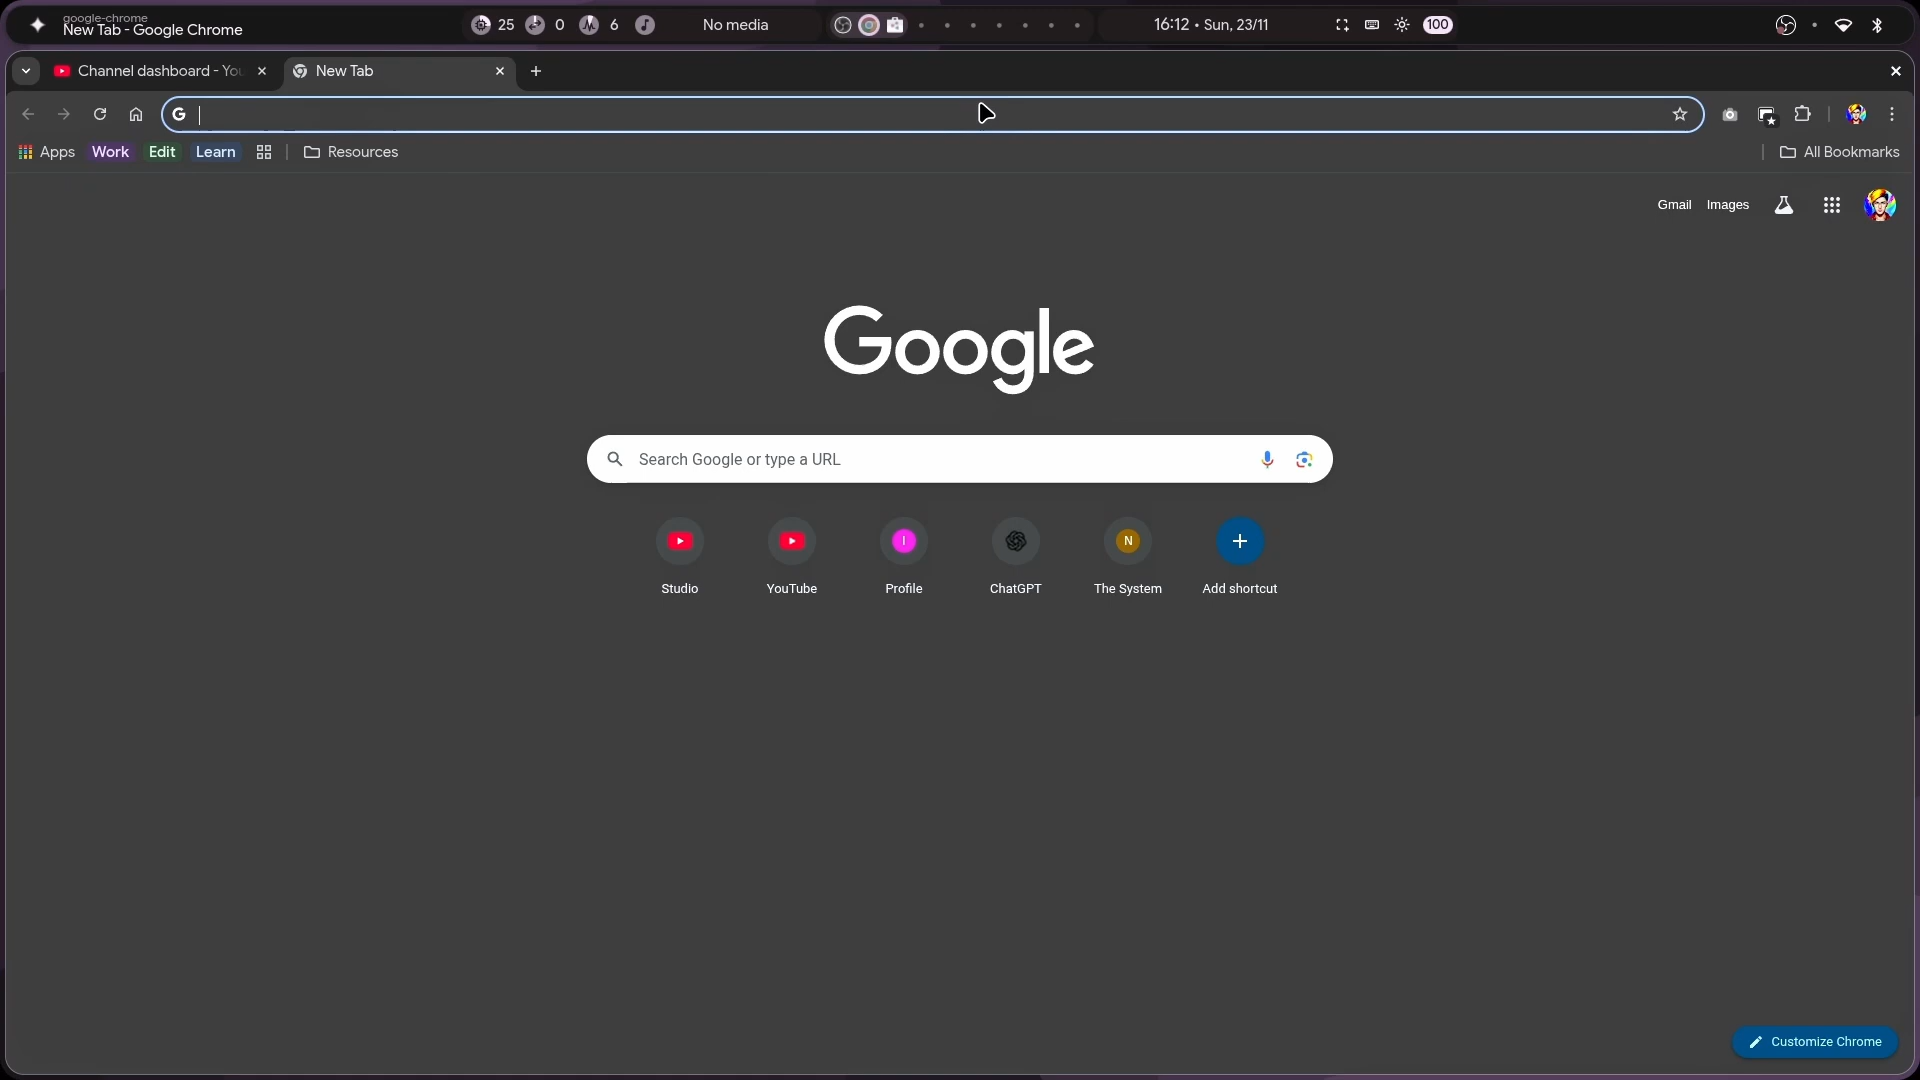 google-chrome
New Tab - Google Chrome
25 0 6 No media 16:12 • Sun, 23/11 100
Channel dashboard - You New Tab
Apps Work Edit Learn Resources All Bookmarks
Gmail Images
Google
Search Google or type a URL
I N
Studio YouTube Profile ChatGPT The System Add shortcut
Customize Chrome